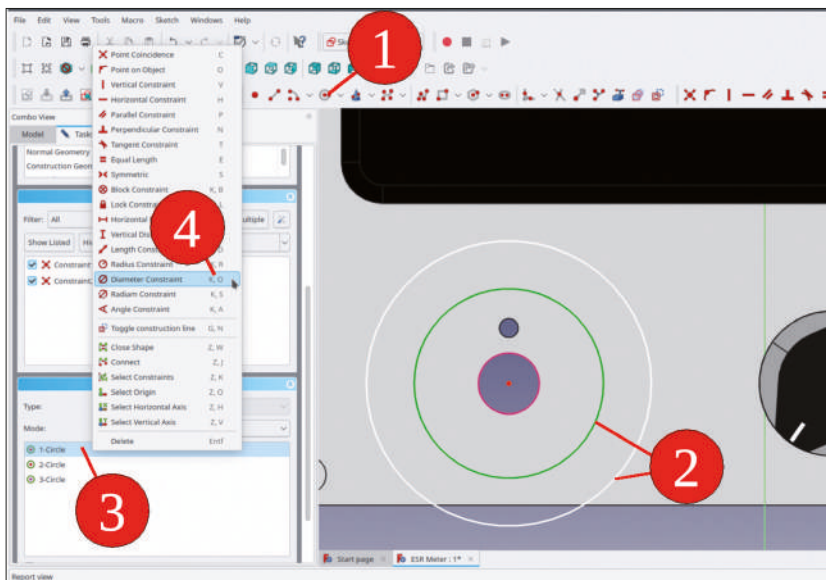 File Edit View Tools Macro Sketch Windows Help
1
Combo View
Model
Normal Geometry
Filter: All
ultiple
Show Listed
Constraint
Constraint
Point Coincidence C
Point on Object O
Vertical Constraint I
Horizontal Constraint H
Parallel Constraint P
Perpendicular Constraint N
Tangent Constraint T
Equal Length E
Symmetric S
Block Constraint K, B
Lock Constra
Horizontal
Vertical Dis
Length Const
Radius Constraint K, R
Diameter Constraint K, O
Radiam Constraint K, S
Angle Constraint K, A
Toggle construction line G, N
Close Shape Z, W
Connect Z, J
Select Constraints Z, K
Select Origin Z, O
Select Horizontal Axis Z, H
Select Vertical Axis Z, V
Delete Entf
4
Type:
Mode:
1-Circle
2-Circle
3-Circle
3
2
Start page
ESR Meter : 1*
Report view